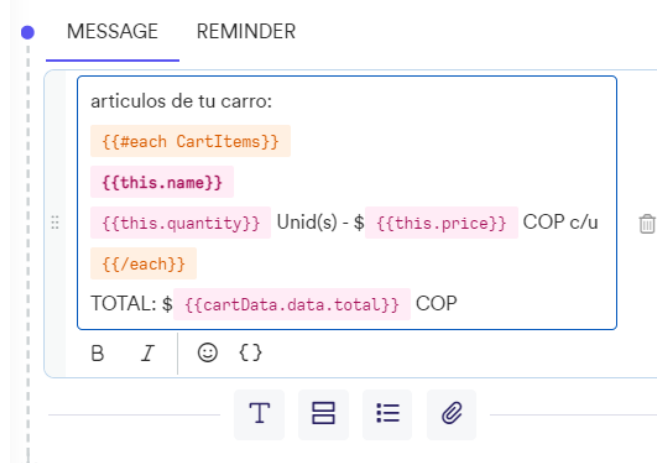 MESSAGE REMINDER
articulos de tu carro:
{{#each CartItems}}
{{this.name}}
{{this.quantity}} Unid(s) - $ {{this.price}} COP c/u
{{/each}}
TOTAL: $ {{cartData.data.total}} COP
B I {}
T